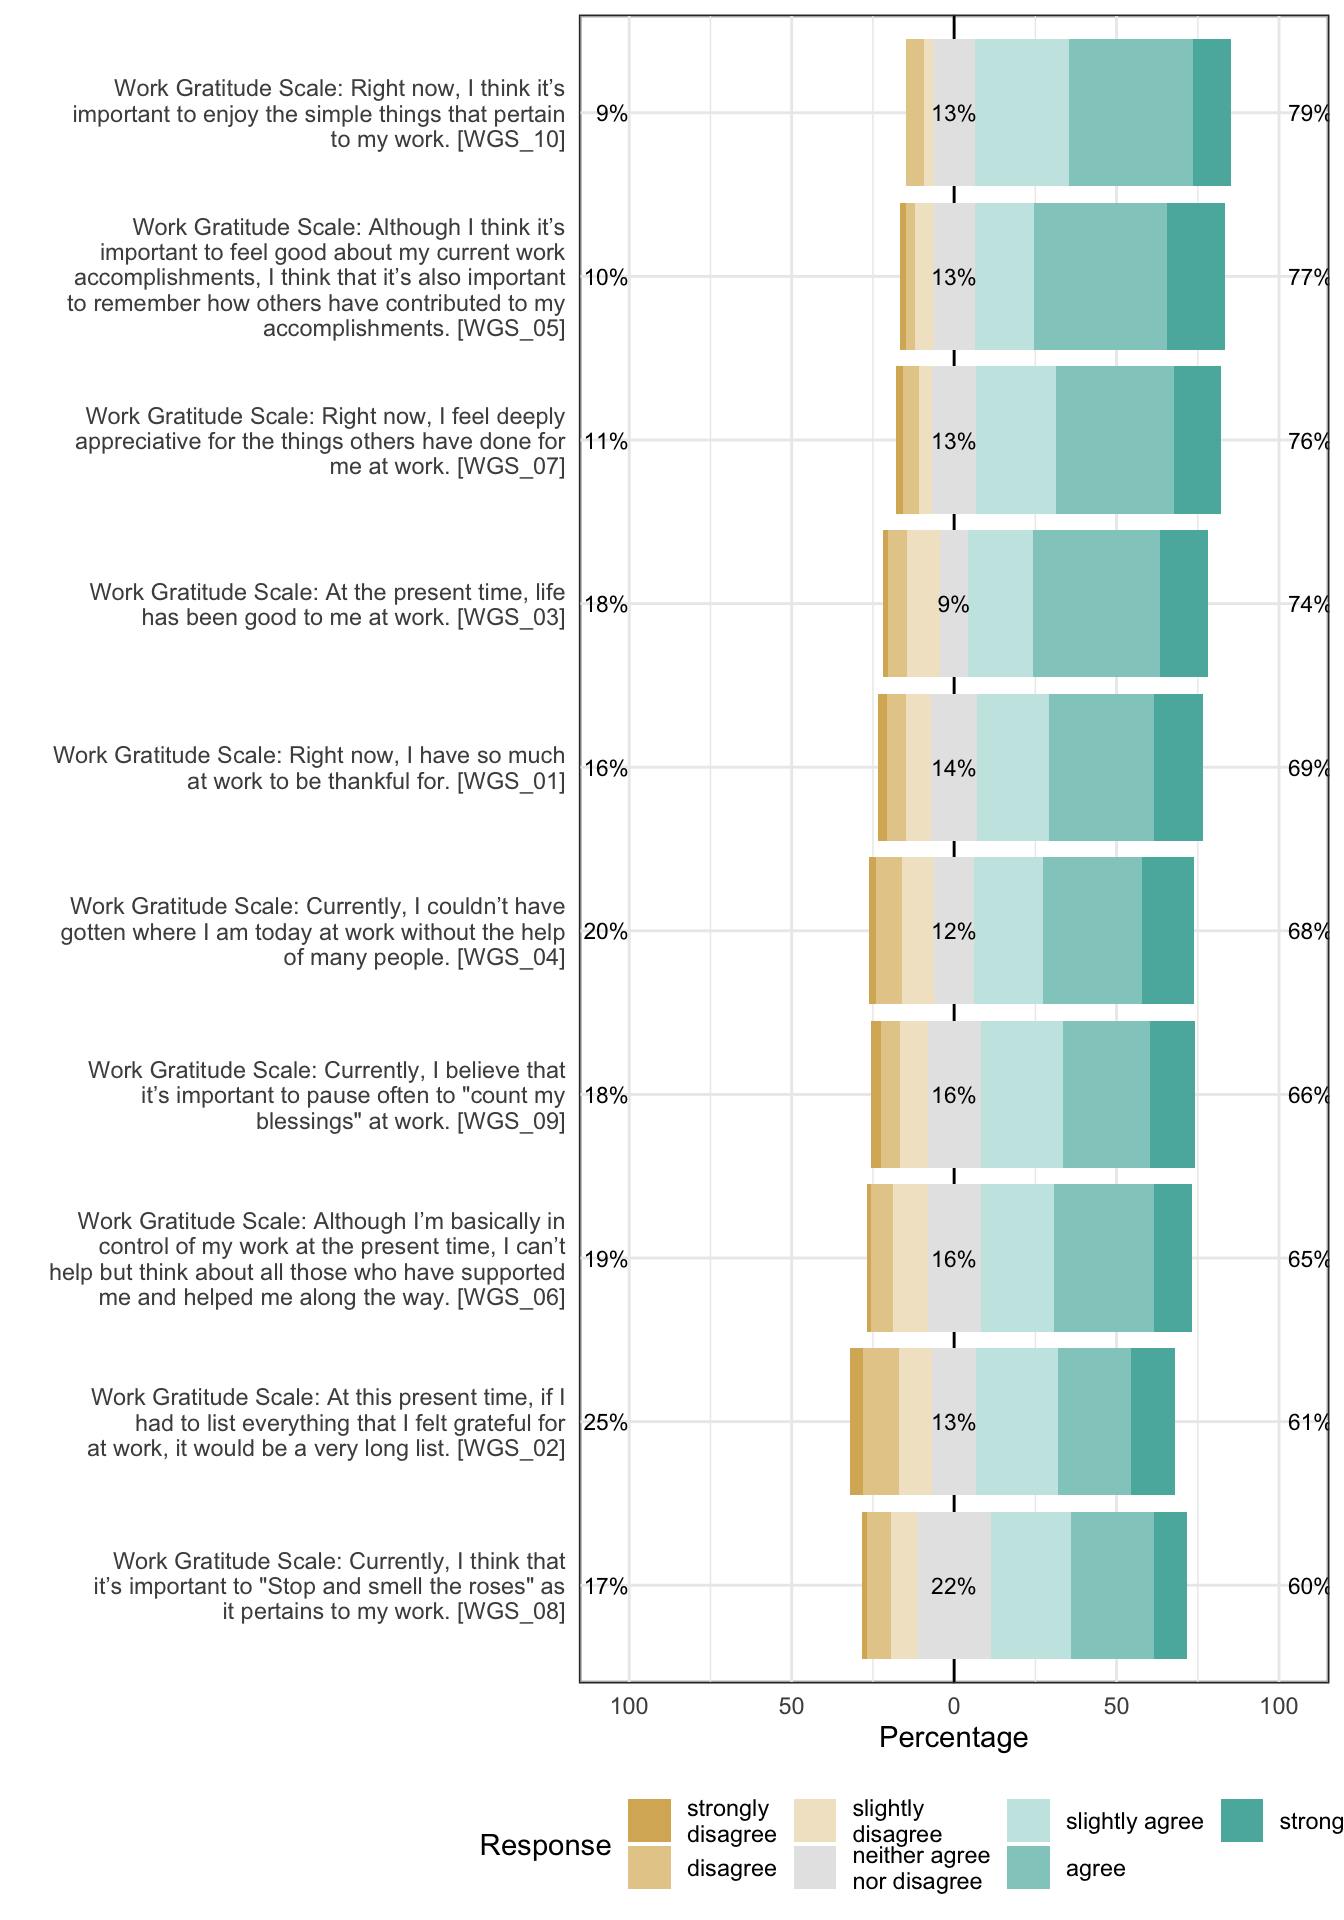 Work Gratitude Scale: Right now, I think it’s
important to enjoy the simple things that pertain
to my work. [WGS_10]
9%
13%
79%
Work Gratitude Scale: Although I think it’s
important to feel good about my current work
accomplishments, I think that it’s also important
to remember how others have contributed to my
accomplishments. [WGS_05]
10%
13%
77%
Work Gratitude Scale: Right now, I feel deeply
appreciative for the things others have done for
me at work. [WGS_07]
11%
13%
76%
Work Gratitude Scale: At the present time, life
has been good to me at work. [WGS_03]
18%
9%
74%
Work Gratitude Scale: Right now, I have so much
at work to be thankful for. [WGS_01]
16%
14%
69%
Work Gratitude Scale: Currently, I couldn’t have
gotten where I am today at work without the help
of many people. [WGS_04]
20%
12%
68%
Work Gratitude Scale: Currently, I believe that
it’s important to pause often to "count my
blessings" at work. [WGS_09]
18%
16%
66%
Work Gratitude Scale: Although I’m basically in
control of my work at the present time, I can’t
help but think about all those who have supported
me and helped me along the way. [WGS_06]
19%
16%
65%
Work Gratitude Scale: At this present time, if I
had to list everything that I felt grateful for
at work, it would be a very long list. [WGS_02]
25%
13%
61%
Work Gratitude Scale: Currently, I think that
it’s important to "Stop and smell the roses" as
it pertains to my work. [WGS_08]
17%
22%
60%
100 50 0 50 100
Percentage
Response
strongly
disagree
disagree
slightly
disagree
neither agree
nor disagree
slightly agree
agree
strong